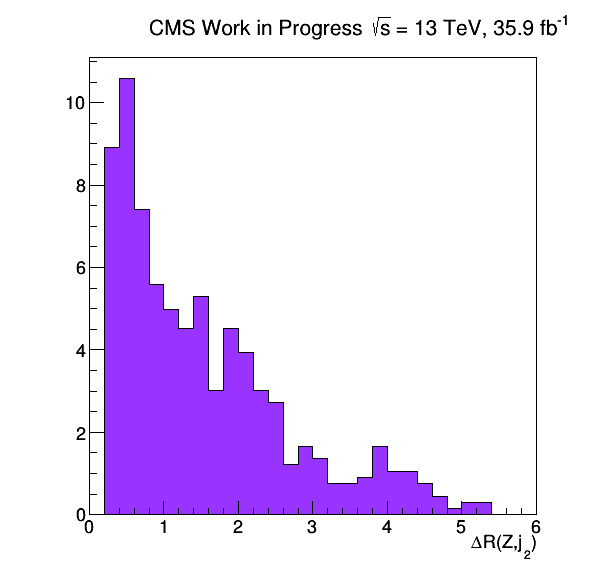 CMS Work in Progress √s = 13 TeV, 35.9 fb⁻¹
10
8
6
4
2
0
0 1 2 3 4 5 6
ΔR(Z,j₂)